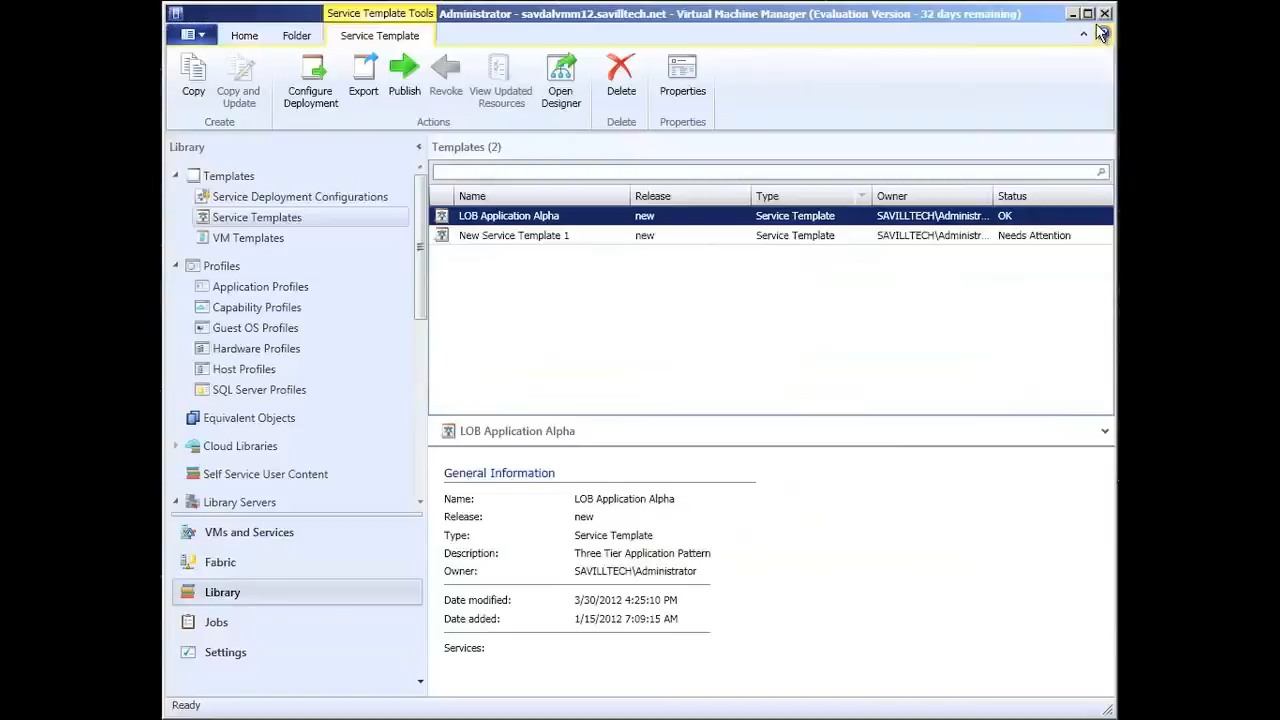 Service Template Tools
Administrator - savdalvmm12.savilltech.net - Virtual Machine Manager (Evaluation Version - 32 days remaining)
Home Folder Service Template
Copy
Copy and Update
Configure Deployment
Export
Publish
Revoke
View Updated Resources
Open Designer
Delete
Properties
Create Actions Delete Properties
Library
Templates
Service Deployment Configurations
Service Templates
VM Templates
Profiles
Application Profiles
Capability Profiles
Guest OS Profiles
Hardware Profiles
Host Profiles
SQL Server Profiles
Equivalent Objects
Cloud Libraries
Self Service User Content
Library Servers
VMs and Services
Fabric
Library
Jobs
Settings
Templates (2)
Name Release Type Owner Status
LOB Application Alpha new Service Template SAVILLTECH\Administr... OK
New Service Template 1 new Service Template SAVILLTECH\Administr... Needs Attention
LOB Application Alpha
General Information
Name: LOB Application Alpha
Release: new
Type: Service Template
Description: Three Tier Application Pattern
Owner: SAVILLTECH\Administrator
Date modified: 3/30/2012 4:25:10 PM
Date added: 1/15/2012 7:09:15 AM
Services:
Ready